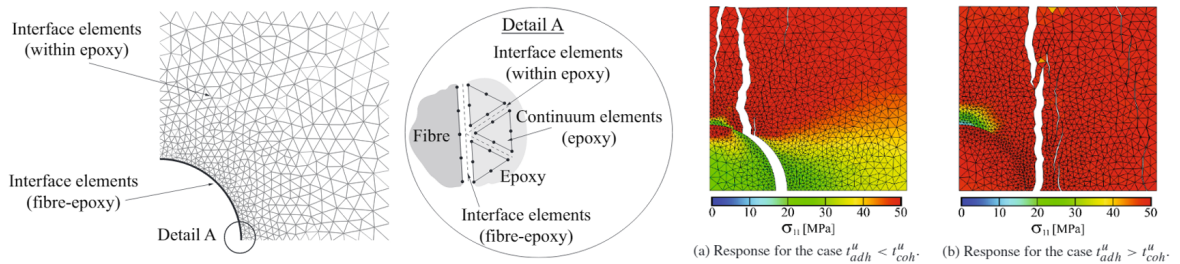 Interface elements
(within epoxy)
Interface elements
(fibre-epoxy)
Detail A
Detail A
Interface elements
(within epoxy)
Fibre
Continuum elements
(epoxy)
Epoxy
Interface elements
(fibre-epoxy)
0 10 20 30 40 50
σ₁₁ [MPa]
(a) Response for the case t^u_adh < t^u_coh.
0 10 20 30 40 50
σ₁₁ [MPa]
(b) Response for the case t^u_adh > t^u_coh.